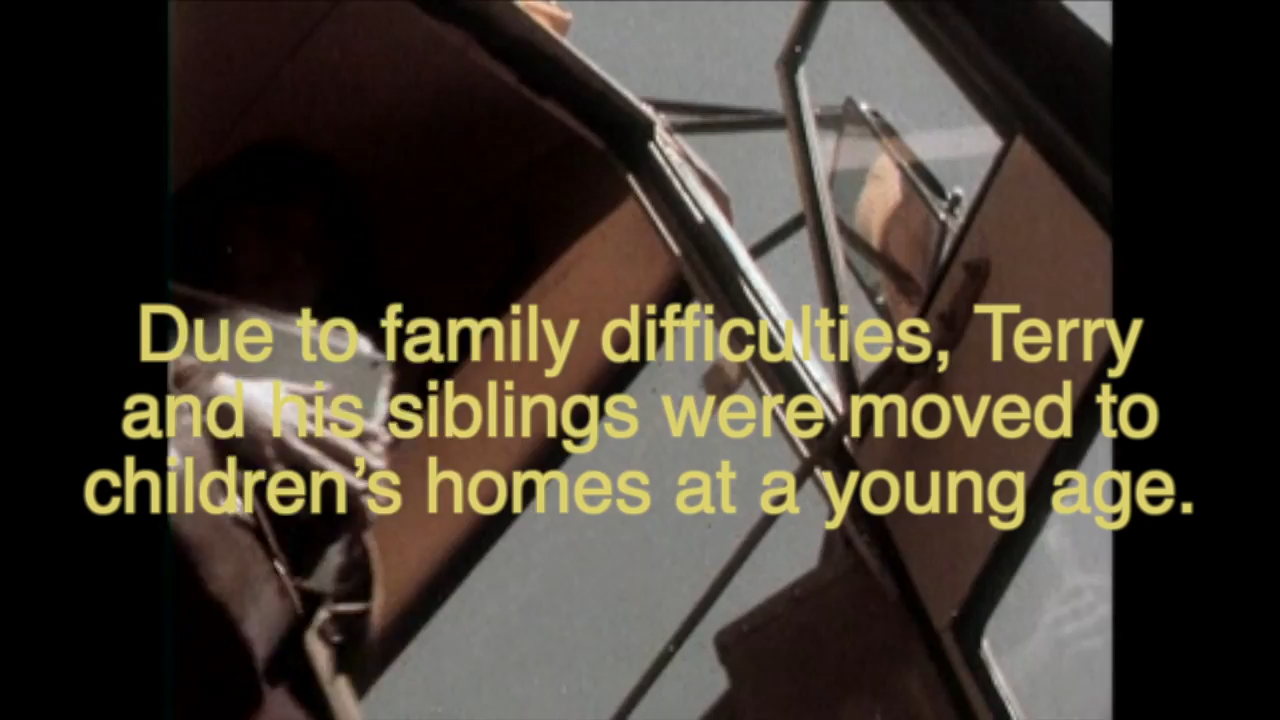 Due to family difficulties, Terry
and his siblings were moved to
children’s homes at a young age.